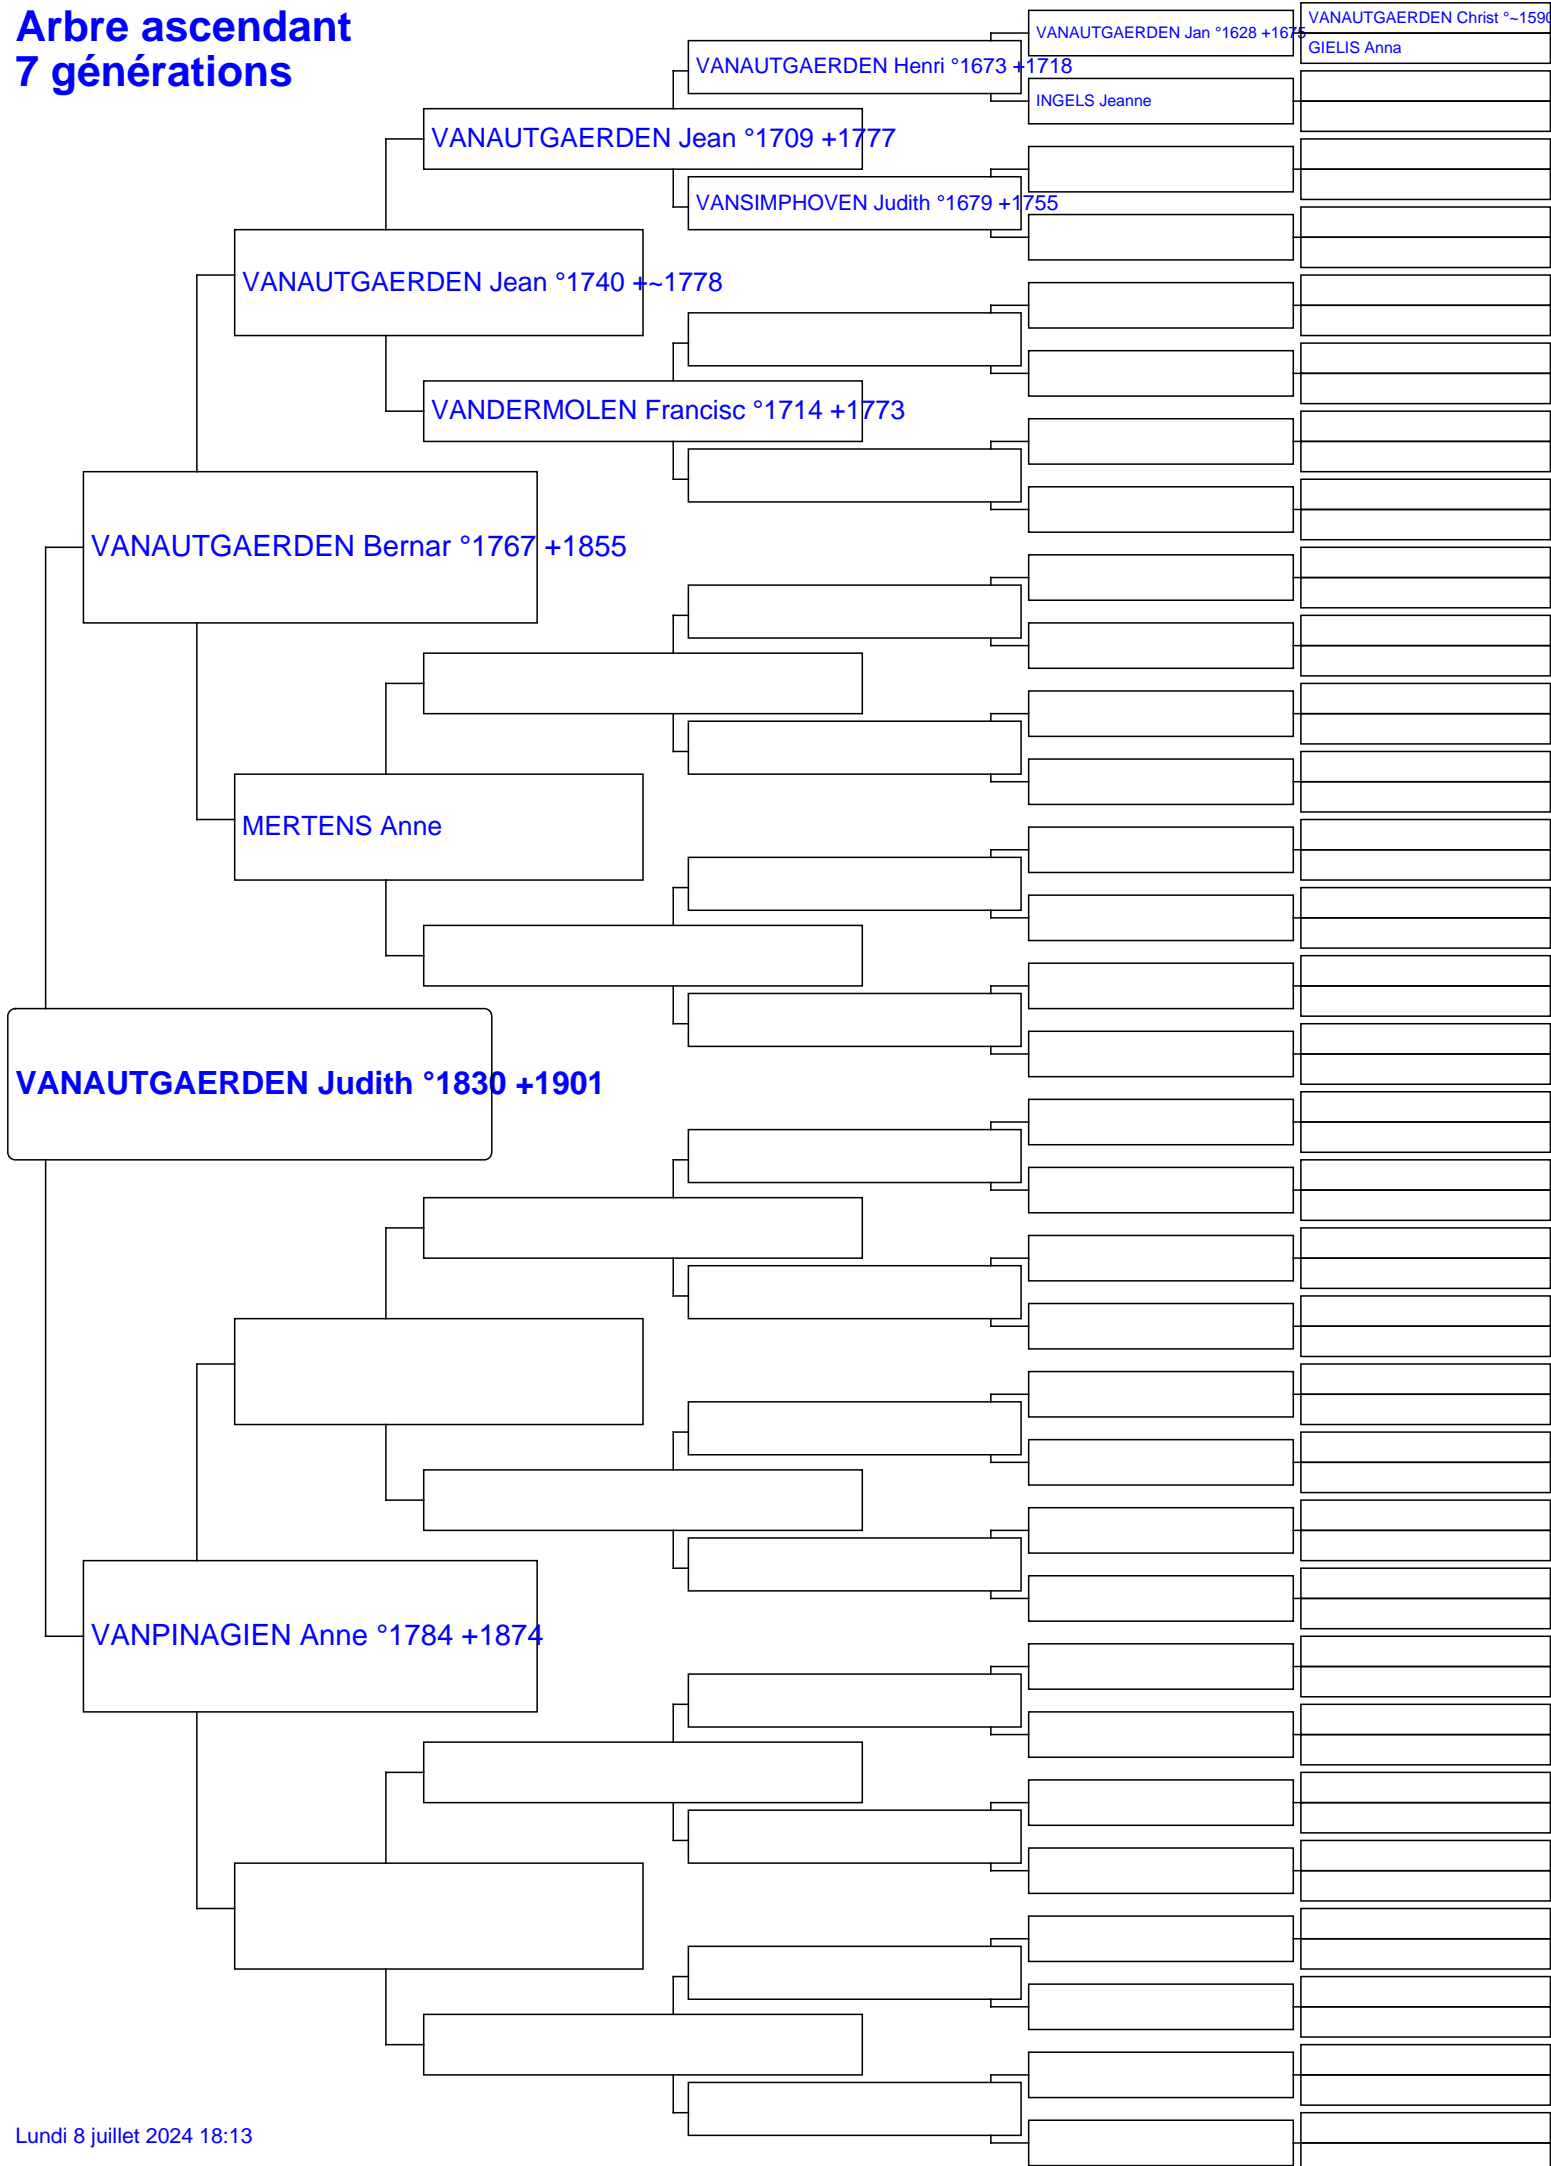 Arbre ascendant
7 générations
VANAUTGAERDEN Christ °~1590
VANAUTGAERDEN Jan °1628 +1675
GIELIS Anna
VANAUTGAERDEN Henri °1673 +1718
INGELS Jeanne
VANAUTGAERDEN Jean °1709 +1777
VANSIMPHOVEN Judith °1679 +1755
VANAUTGAERDEN Jean °1740 +~1778
VANDERMOLEN Francisc °1714 +1773
VANAUTGAERDEN Bernar °1767 +1855
MERTENS Anne
VANAUTGAERDEN Judith °1830 +1901
VANPINAGIEN Anne °1784 +1874
Lundi 8 juillet 2024 18:13